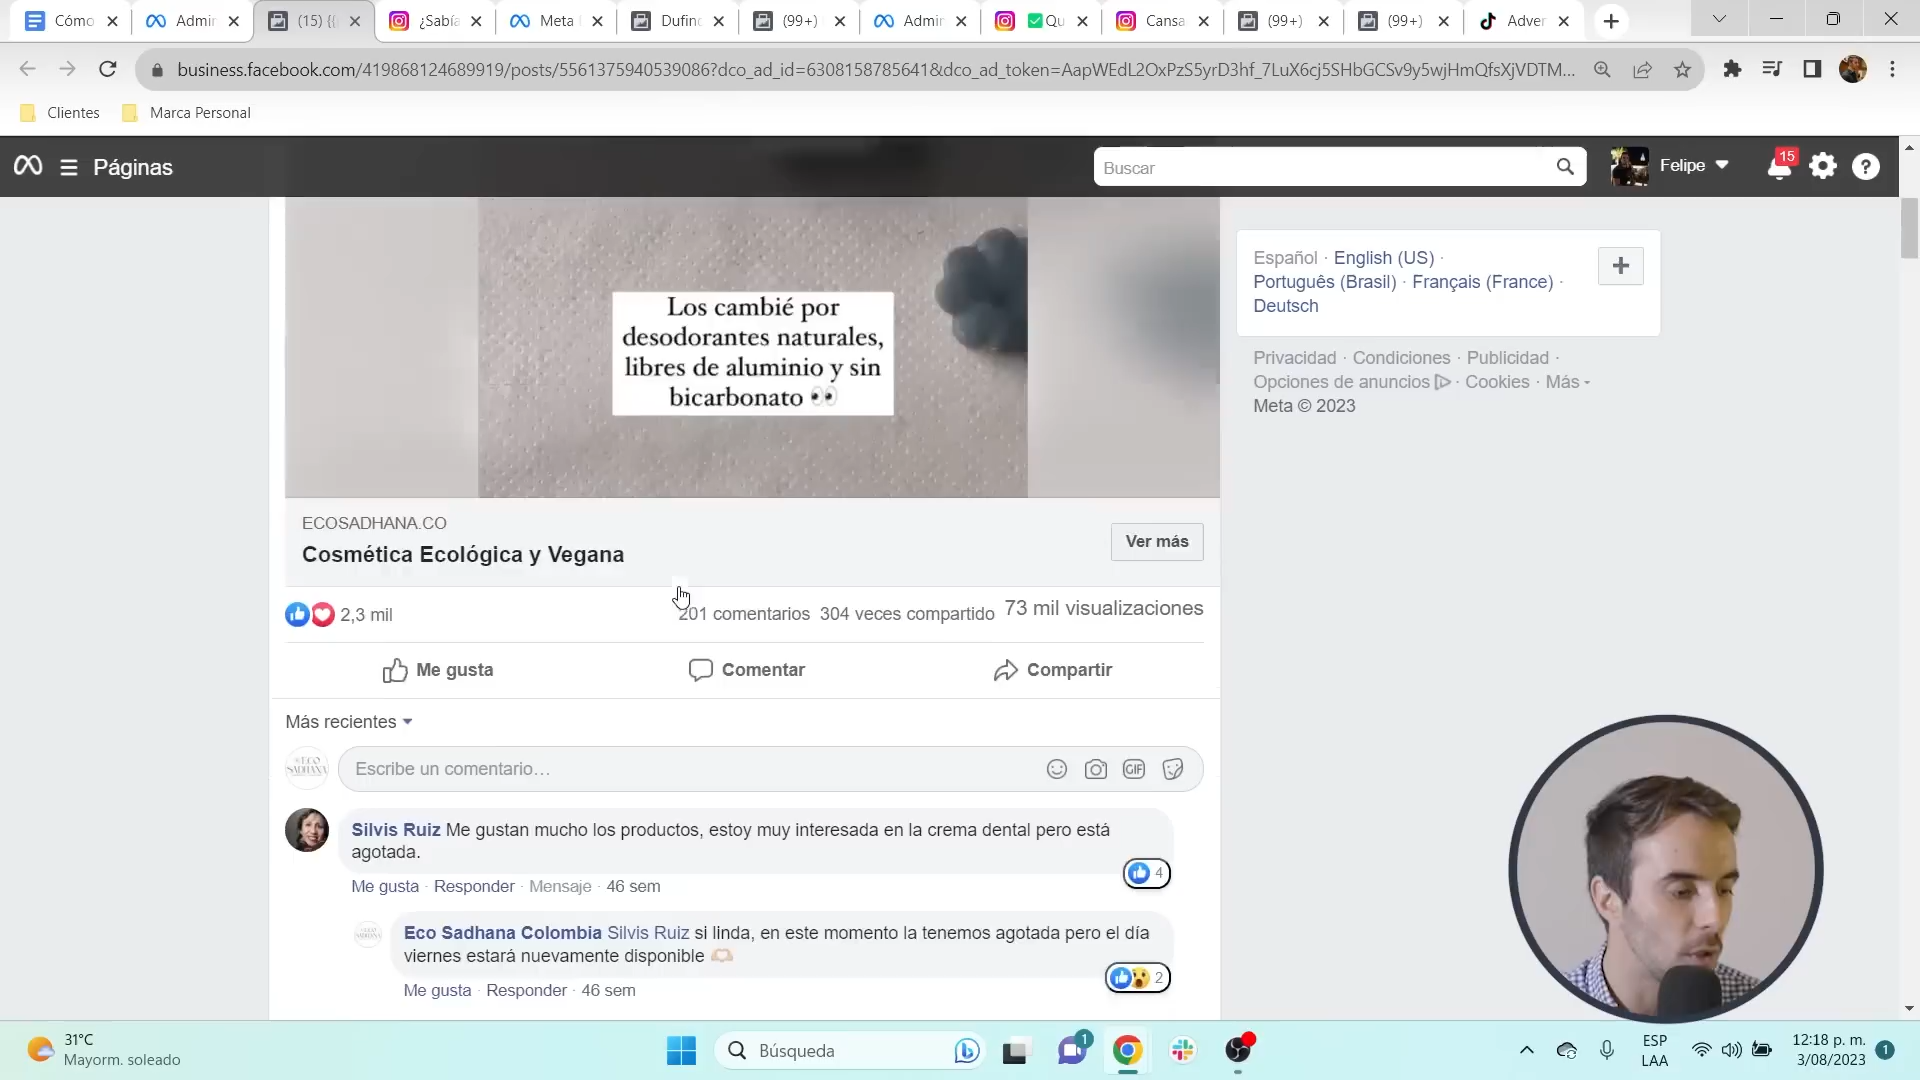 Cómo
Admir
(15) {(
¿Sabía
Meta
Dufino
(99+)
Admir
Qu
Cansa
(99+)
(99+)
Adver
business.facebook.com/419868124689919/posts/5561375940539086?dco_ad_id=6308158785641&dco_ad_token=AapWEdL2OxPzS5yrD3hf_7LuX6cj5SHbGCSv9y5wjHmQfsXjVDTM...
Clientes
Marca Personal
Páginas
Buscar
Felipe
15
Los cambié por
desodorantes naturales,
libres de aluminio y sin
bicarbonato 👀
Español · English (US) ·
Português (Brasil) · Français (France) ·
Deutsch
Privacidad · Condiciones · Publicidad ·
Opciones de anuncios · Cookies · Más
Meta © 2023
ECOSADHANA.CO
Cosmética Ecológica y Vegana
Ver más
2,3 mil
201 comentarios 304 veces compartido 73 mil visualizaciones
Me gusta
Comentar
Compartir
Más recientes
Escribe un comentario…
GIF
Silvis Ruiz Me gustan mucho los productos, estoy muy interesada en la crema dental pero está
agotada.
4
Me gusta · Responder · Mensaje · 46 sem
Eco Sadhana Colombia Silvis Ruiz si linda, en este momento la tenemos agotada pero el día
viernes estará nuevamente disponible 🫶🏻
2
Me gusta · Responder · 46 sem
31°C
Mayorm. soleado
Búsqueda
1
ESP
LAA
12:18 p. m.
3/08/2023
1